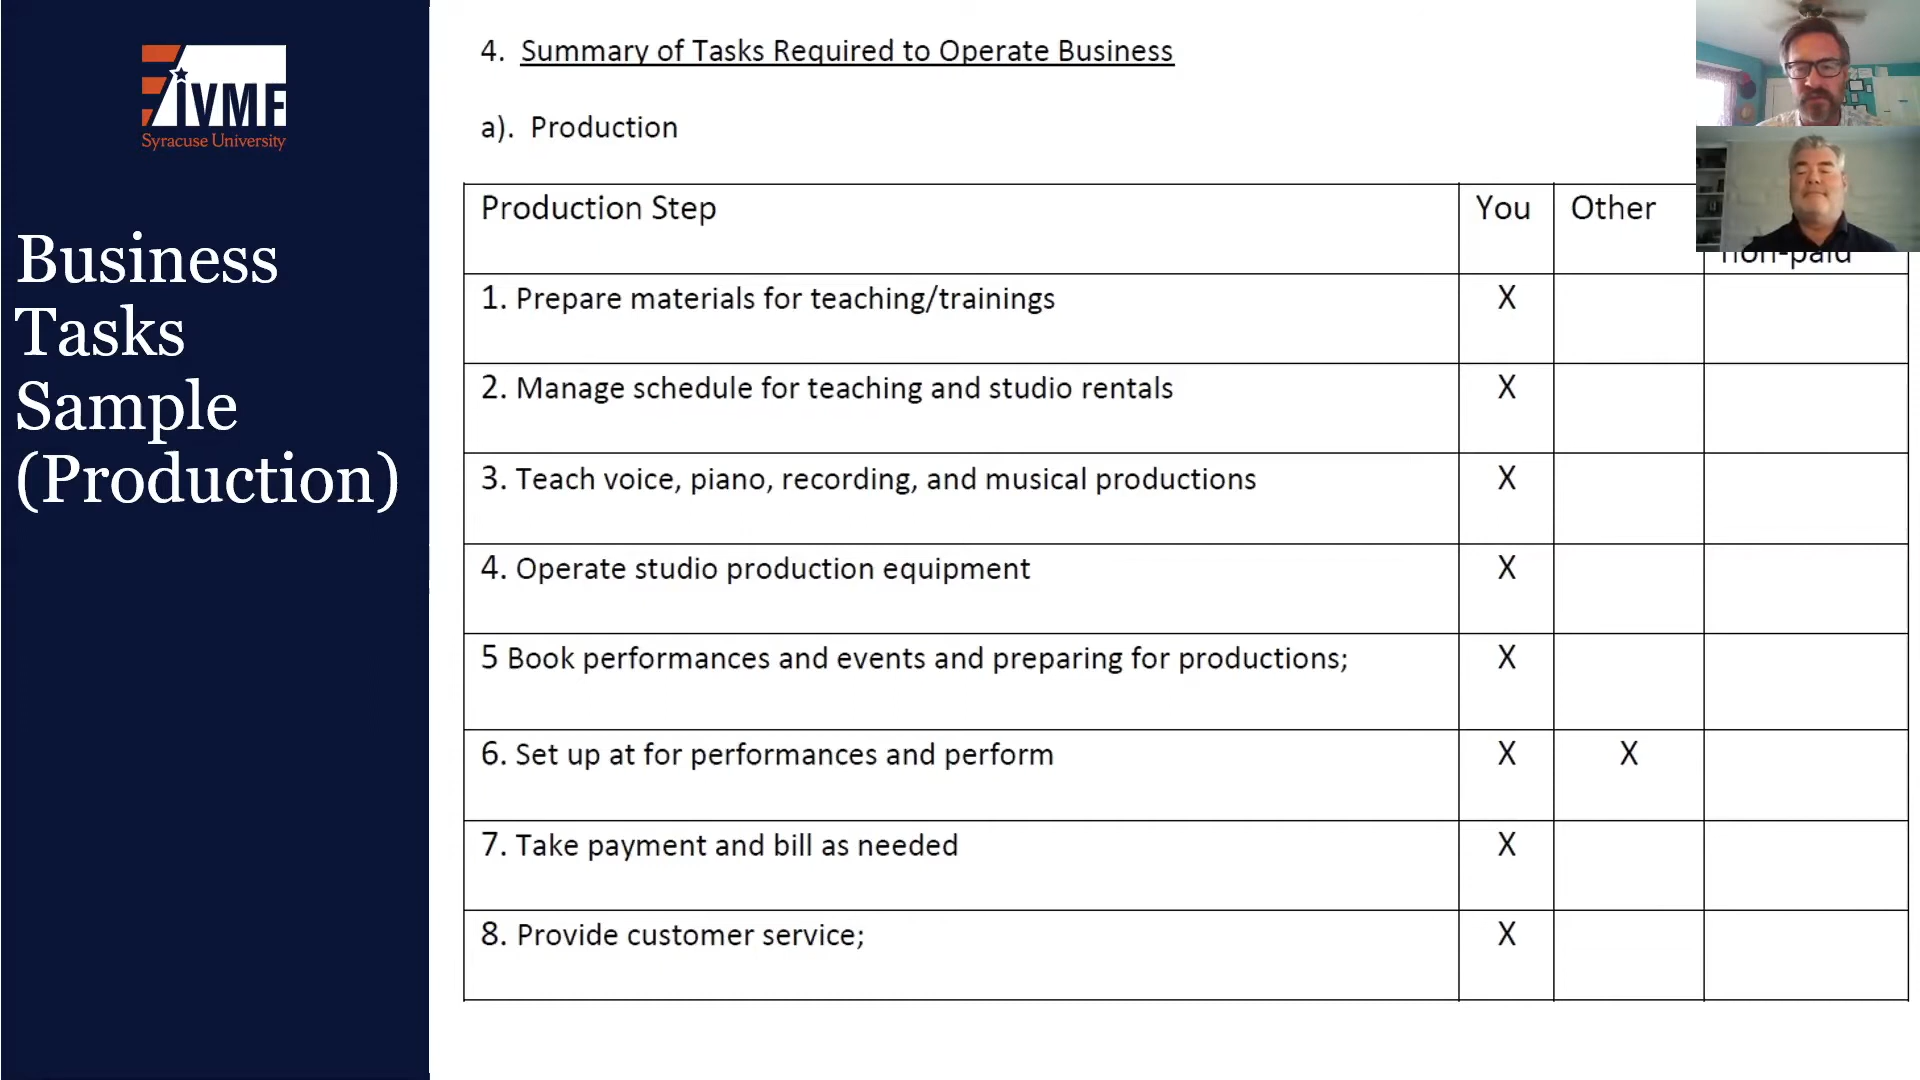 IVMF
Syracuse University
Business
Tasks
Sample
(Production)
4. Summary of Tasks Required to Operate Business
a). Production
Production Step You Other
non-paid
1. Prepare materials for teaching/trainings X
2. Manage schedule for teaching and studio rentals X
3. Teach voice, piano, recording, and musical productions X
4. Operate studio production equipment X
5 Book performances and events and preparing for productions; X
6. Set up at for performances and perform X X
7. Take payment and bill as needed X
8. Provide customer service; X